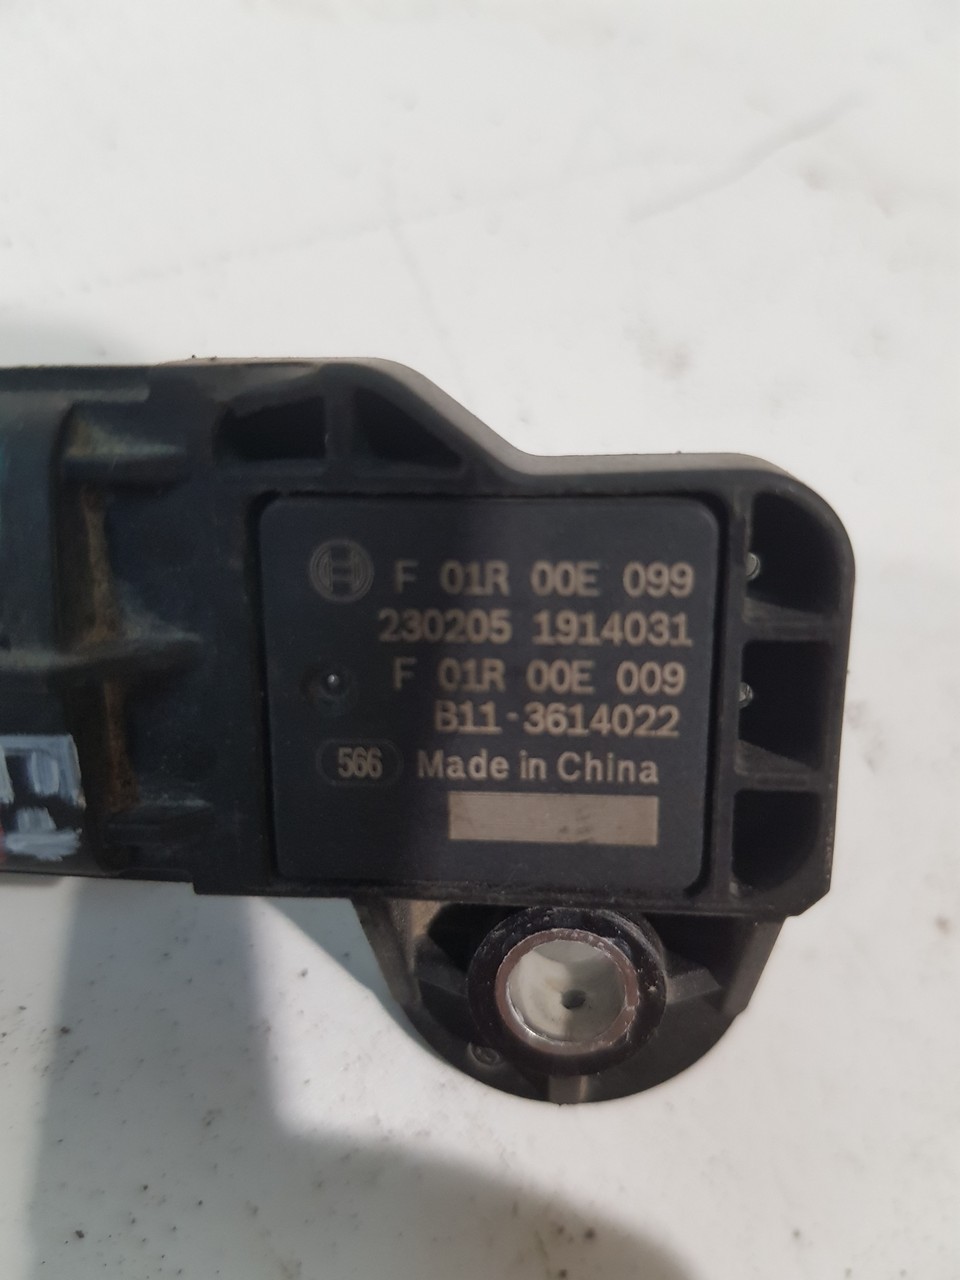 F 01R 00E 099
230205 1914031
F 01R 00E 009
B11-3614022
566 Made in China